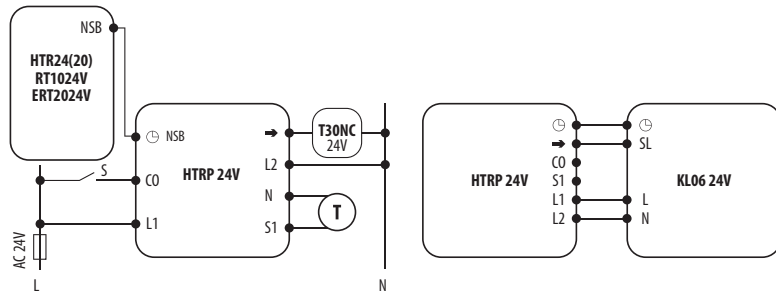 NSB
HTR24(20)
RT1024V
ERT2024V
NSB
T30NC
24V
S
L2
CO
HTRP 24V
N
T
L1
S1
AC 24V
L
N
SL
CO
HTRP 24V
S1
KL06 24V
L1
L
L2
N